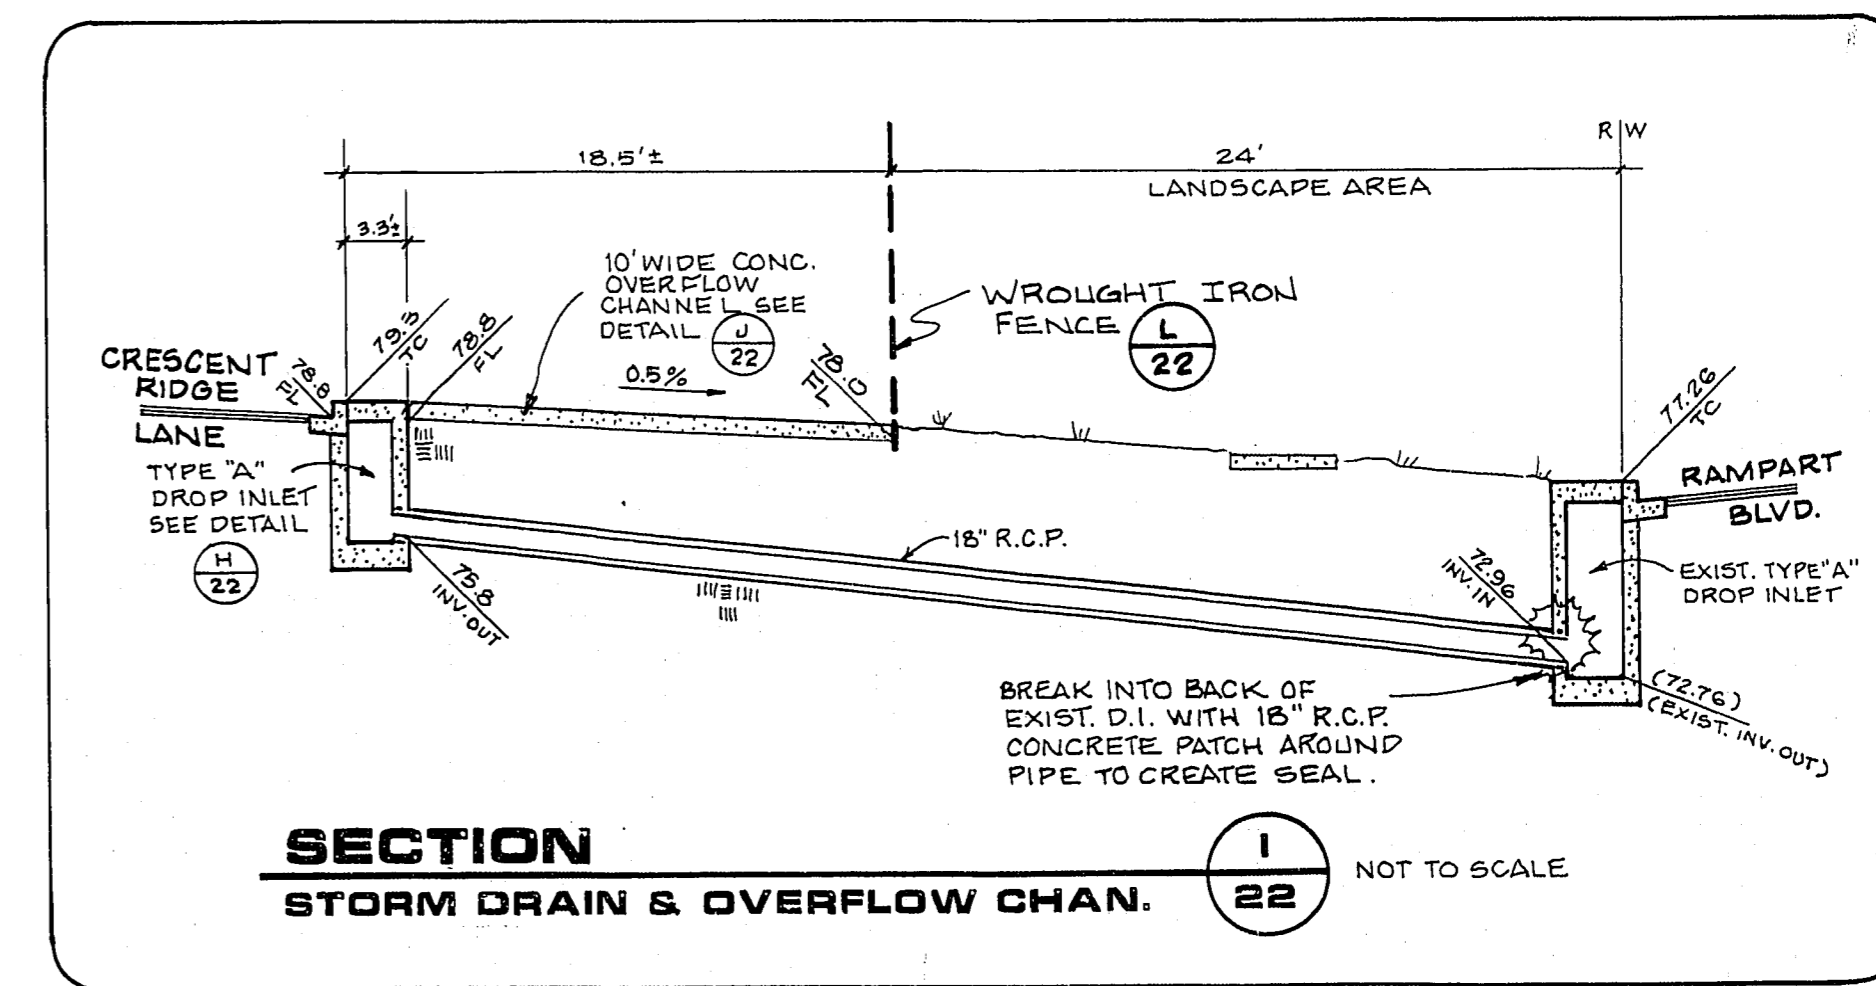 R|W
18.5'±
24'
LANDSCAPE AREA
3.3'±
10' WIDE CONC.
OVERFLOW
CHANNEL SEE
DETAIL
J
22
WROUGHT IRON
FENCE
L
22
CRESCENT
RIDGE
LANE
78.8
FL
79.3
TC
78.8
FL
0.5%
78.0
FL
77.26
TC
RAMPART
BLVD.
TYPE "A"
DROP INLET
SEE DETAIL
H
22
18" R.C.P.
75.8
INV. OUT
72.96
INV. IN
EXIST. TYPE "A"
DROP INLET
BREAK INTO BACK OF
EXIST. D.I. WITH 18" R.C.P.
CONCRETE PATCH AROUND
PIPE TO CREATE SEAL.
(72.76)
(EXIST. INV. OUT)
SECTION
STORM DRAIN & OVERFLOW CHAN.
I
22
NOT TO SCALE